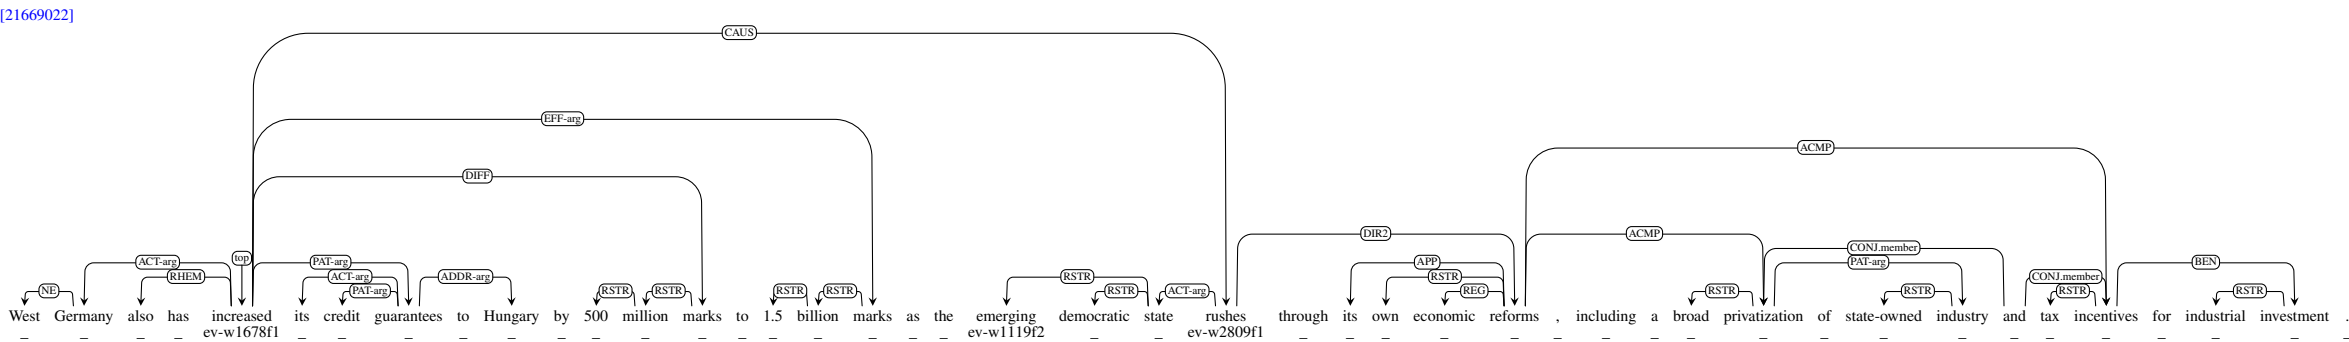 [21669022]
CAUS
EFF-arg
ACMP
DIFF
DIR2 ACMP
CONJ.member
top
ACT-arg PAT-arg APP PAT-arg BEN
RHEM ACT-arg ADDR-arg RSTR RSTR CONJ.member
NE PAT-arg RSTR RSTR RSTR RSTR RSTR ACT-arg REG RSTR RSTR RSTR RSTR
West Germany also has increased its credit guarantees to Hungary by 500 million marks to 1.5 billion marks as the emerging democratic state rushes through its own economic reforms , including a broad privatization of state-owned industry and tax incentives for industrial investment .
_ _ _ _ ev-w1678f1 _ _ _ _ _ _ _ _ _ _ _ _ _ _ _ ev-w1119f2 _ _ ev-w2809f1 _ _ _ _ _ _ _ _ _ _ _ _ _ _ _ _ _ _ _ _